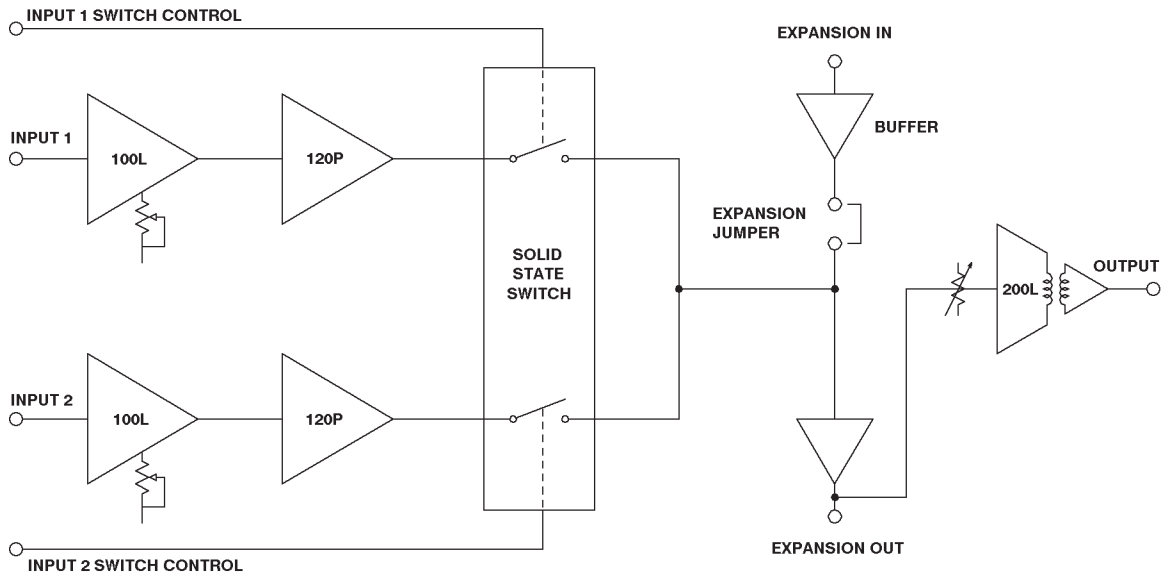 INPUT 1 SWITCH CONTROL
EXPANSION IN
INPUT 1
100L
120P
BUFFER
EXPANSION
JUMPER
SOLID
STATE
SWITCH
200L
OUTPUT
INPUT 2
100L
120P
EXPANSION OUT
INPUT 2 SWITCH CONTROL